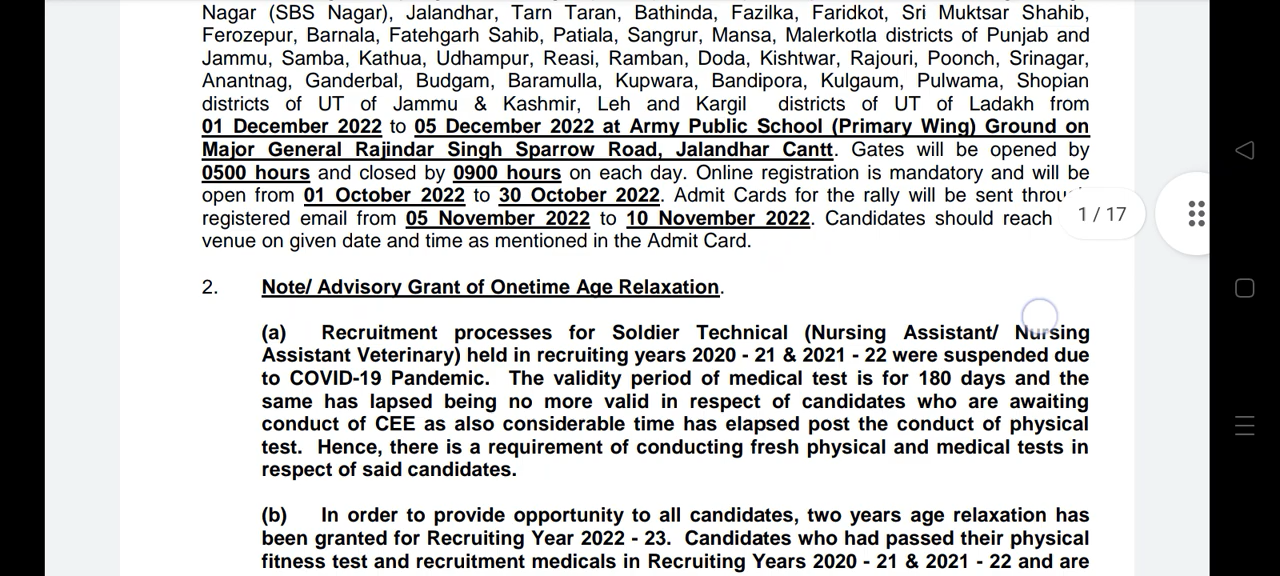 Nagar (SBS Nagar), Jalandhar, Tarn Taran, Bathinda, Fazilka, Faridkot, Sri Muktsar Shahib,
Ferozepur, Barnala, Fatehgarh Sahib, Patiala, Sangrur, Mansa, Malerkotla districts of Punjab and
Jammu, Samba, Kathua, Udhampur, Reasi, Ramban, Doda, Kishtwar, Rajouri, Poonch, Srinagar,
Anantnag, Ganderbal, Budgam, Baramulla, Kupwara, Bandipora, Kulgaum, Pulwama, Shopian
districts of UT of Jammu & Kashmir, Leh and Kargil districts of UT of Ladakh from
01 December 2022 to 05 December 2022 at Army Public School (Primary Wing) Ground on
Major General Rajindar Singh Sparrow Road, Jalandhar Cantt. Gates will be opened by
0500 hours and closed by 0900 hours on each day. Online registration is mandatory and will be
open from 01 October 2022 to 30 October 2022. Admit Cards for the rally will be sent through
registered email from 05 November 2022 to 10 November 2022. Candidates should reach
1 / 17
venue on given date and time as mentioned in the Admit Card.
2. Note/ Advisory Grant of Onetime Age Relaxation.
(a) Recruitment processes for Soldier Technical (Nursing Assistant/ Nursing
Assistant Veterinary) held in recruiting years 2020 - 21 & 2021 - 22 were suspended due
to COVID-19 Pandemic. The validity period of medical test is for 180 days and the
same has lapsed being no more valid in respect of candidates who are awaiting
conduct of CEE as also considerable time has elapsed post the conduct of physical
test. Hence, there is a requirement of conducting fresh physical and medical tests in
respect of said candidates.
(b) In order to provide opportunity to all candidates, two years age relaxation has
been granted for Recruiting Year 2022 - 23. Candidates who had passed their physical
fitness test and recruitment medicals in Recruiting Years 2020 - 21 & 2021 - 22 and are